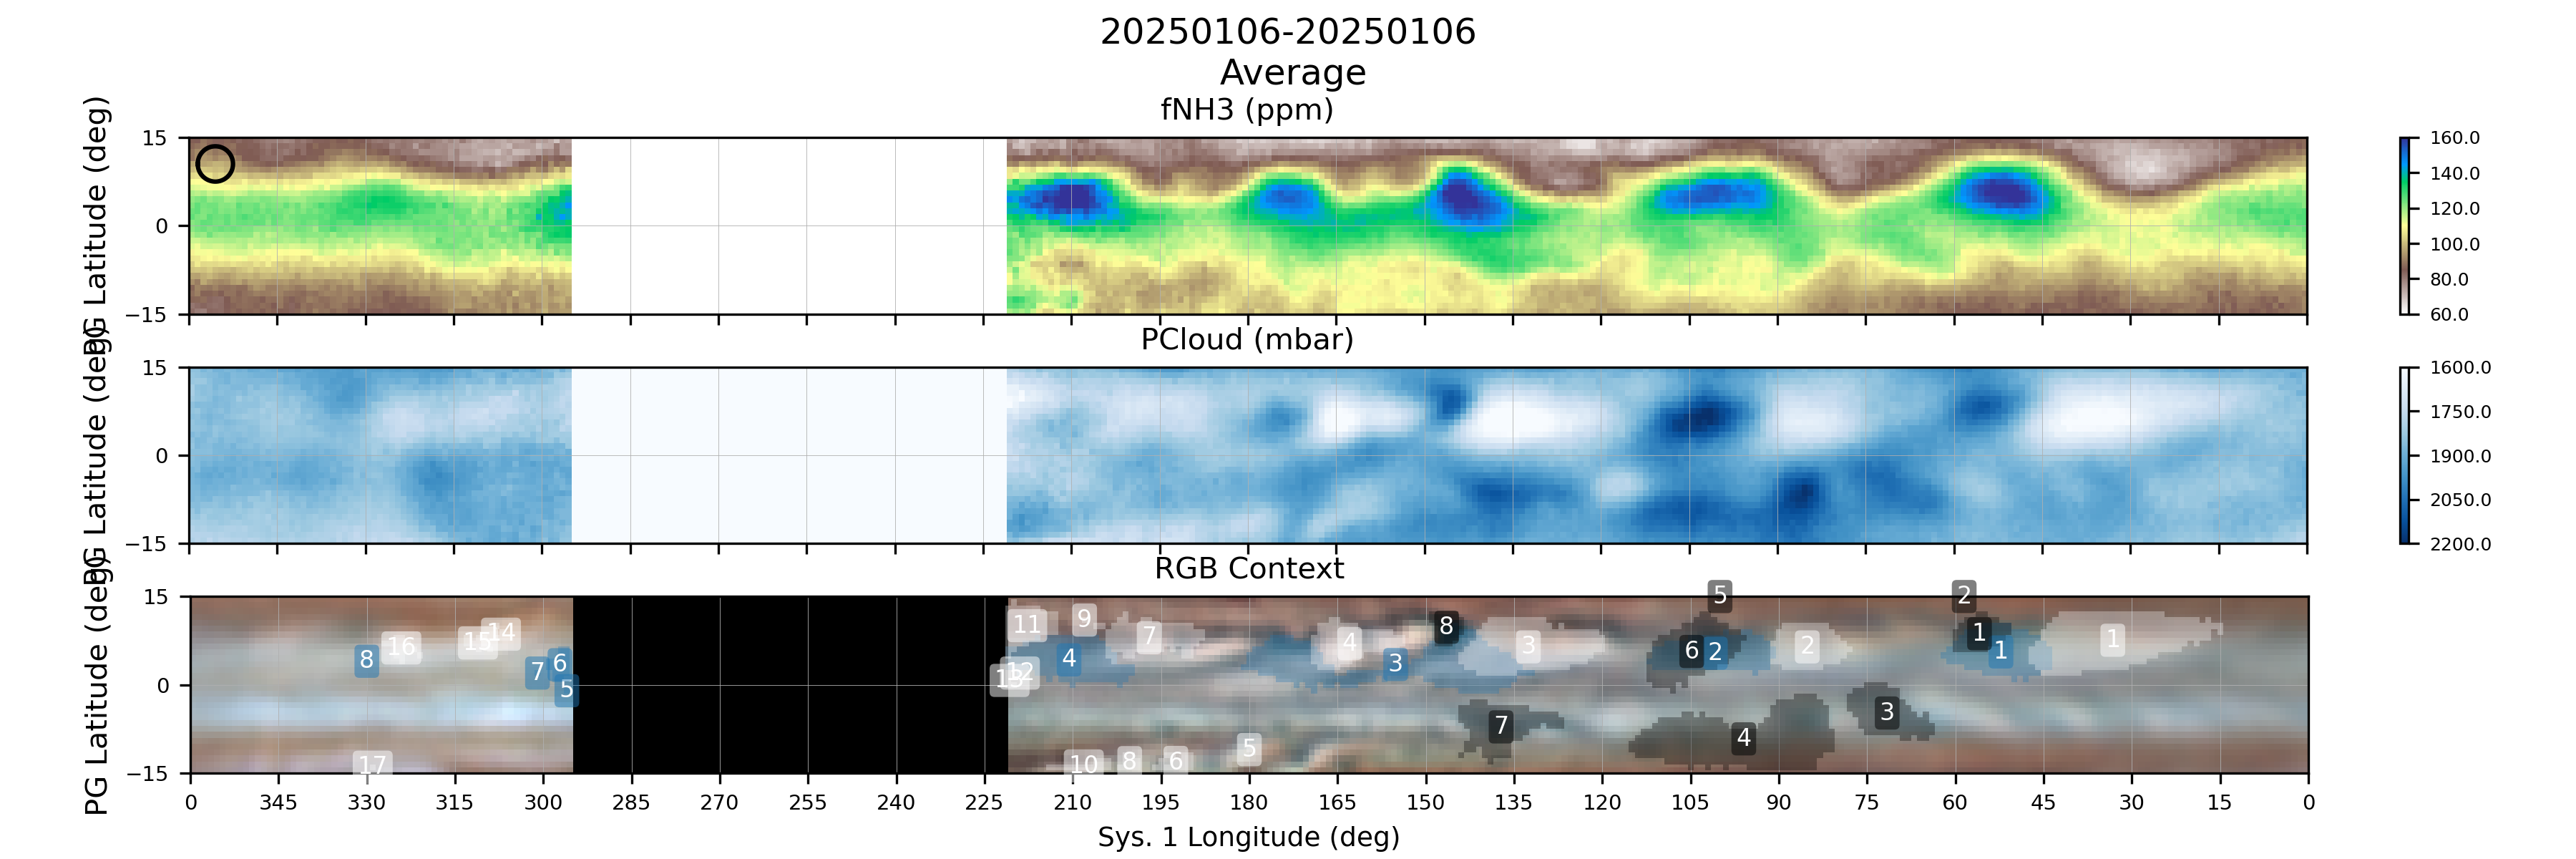 20250106-20250106
Average
fNH3 (ppm)
PG Latitude (deg)
15
0
−15
160.0
140.0
120.0
100.0
80.0
60.0
PCloud (mbar)
PG Latitude (deg)
15
0
−15
1600.0
1750.0
1900.0
2050.0
2200.0
RGB Context
PG Latitude (deg)
15
0
−15
5 2
11 9 7 4 8 3 2 1 1
16 15 14
8 7 6 4 3 6 2 1
5 13 12
3
7 4
17 10 8 6 5
0 345 330 315 300 285 270 255 240 225 210 195 180 165 150 135 120 105 90 75 60 45 30 15 0
Sys. 1 Longitude (deg)